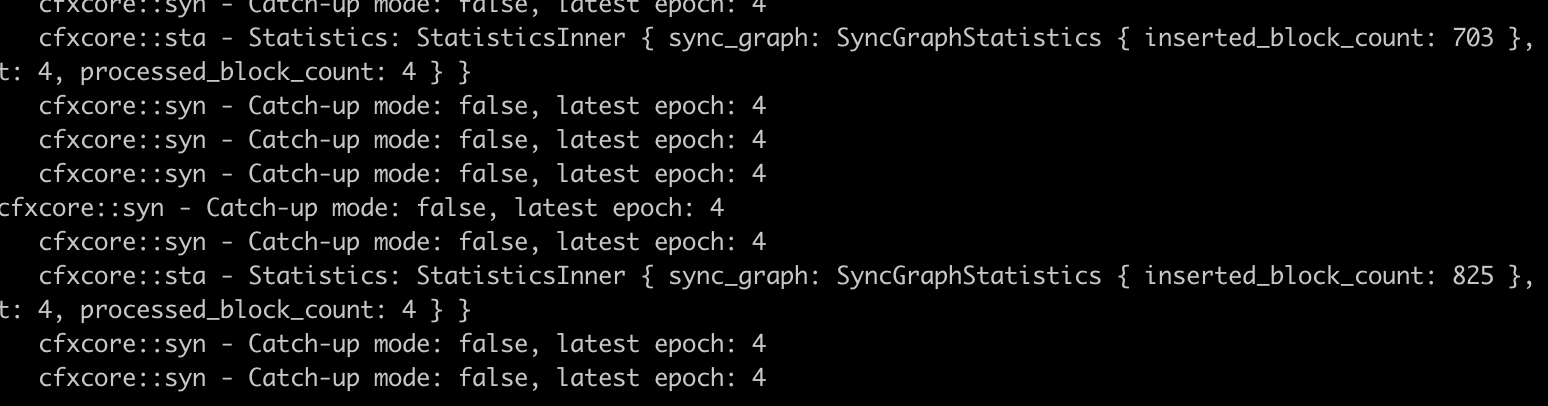 cfxcore::syn - Catch-up mode: false, latest epoch: 4
cfxcore::sta - Statistics: StatisticsInner { sync_graph: SyncGraphStatistics { inserted_block_count: 703 },
t: 4, processed_block_count: 4 } }
cfxcore::syn - Catch-up mode: false, latest epoch: 4
cfxcore::syn - Catch-up mode: false, latest epoch: 4
cfxcore::syn - Catch-up mode: false, latest epoch: 4
cfxcore::syn - Catch-up mode: false, latest epoch: 4
cfxcore::syn - Catch-up mode: false, latest epoch: 4
cfxcore::sta - Statistics: StatisticsInner { sync_graph: SyncGraphStatistics { inserted_block_count: 825 },
t: 4, processed_block_count: 4 } }
cfxcore::syn - Catch-up mode: false, latest epoch: 4
cfxcore::syn - Catch-up mode: false, latest epoch: 4